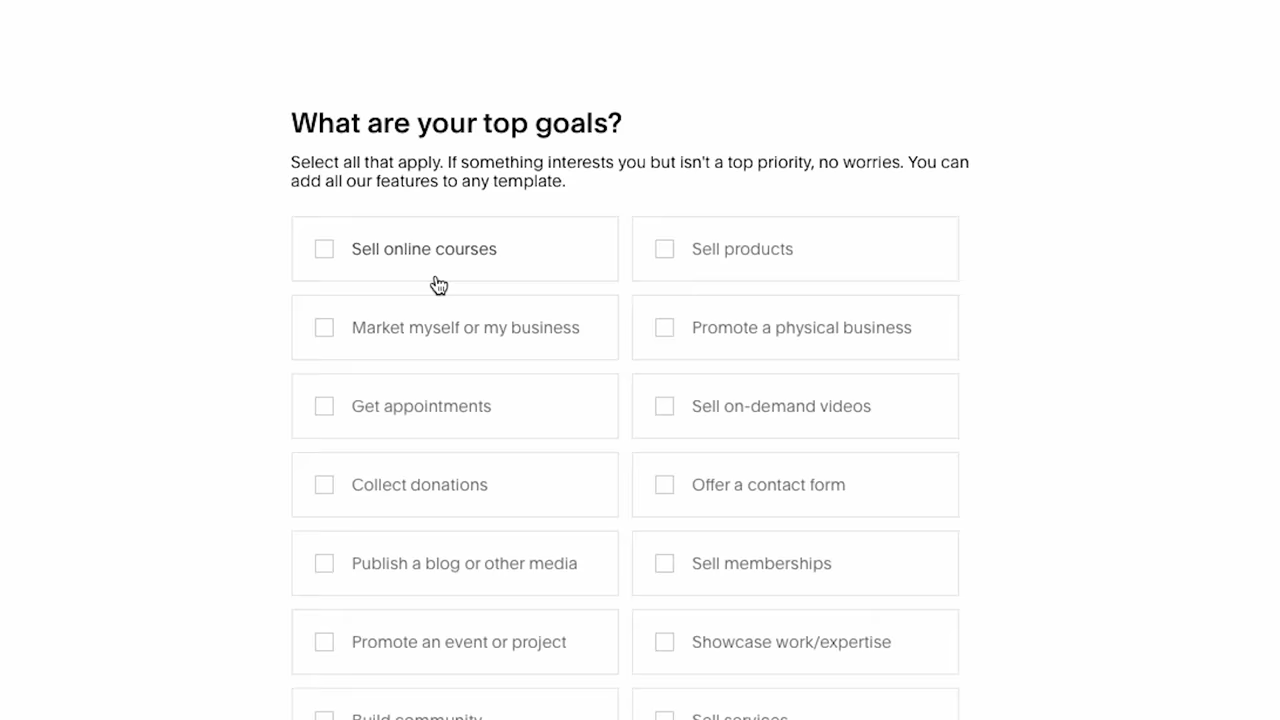 What are your top goals?
Select all that apply. If something interests you but isn't a top priority, no worries. You can
add all our features to any template.
Sell online courses
Sell products
Market myself or my business
Promote a physical business
Get appointments
Sell on-demand videos
Collect donations
Offer a contact form
Publish a blog or other media
Sell memberships
Promote an event or project
Showcase work/expertise
Build community
Sell services